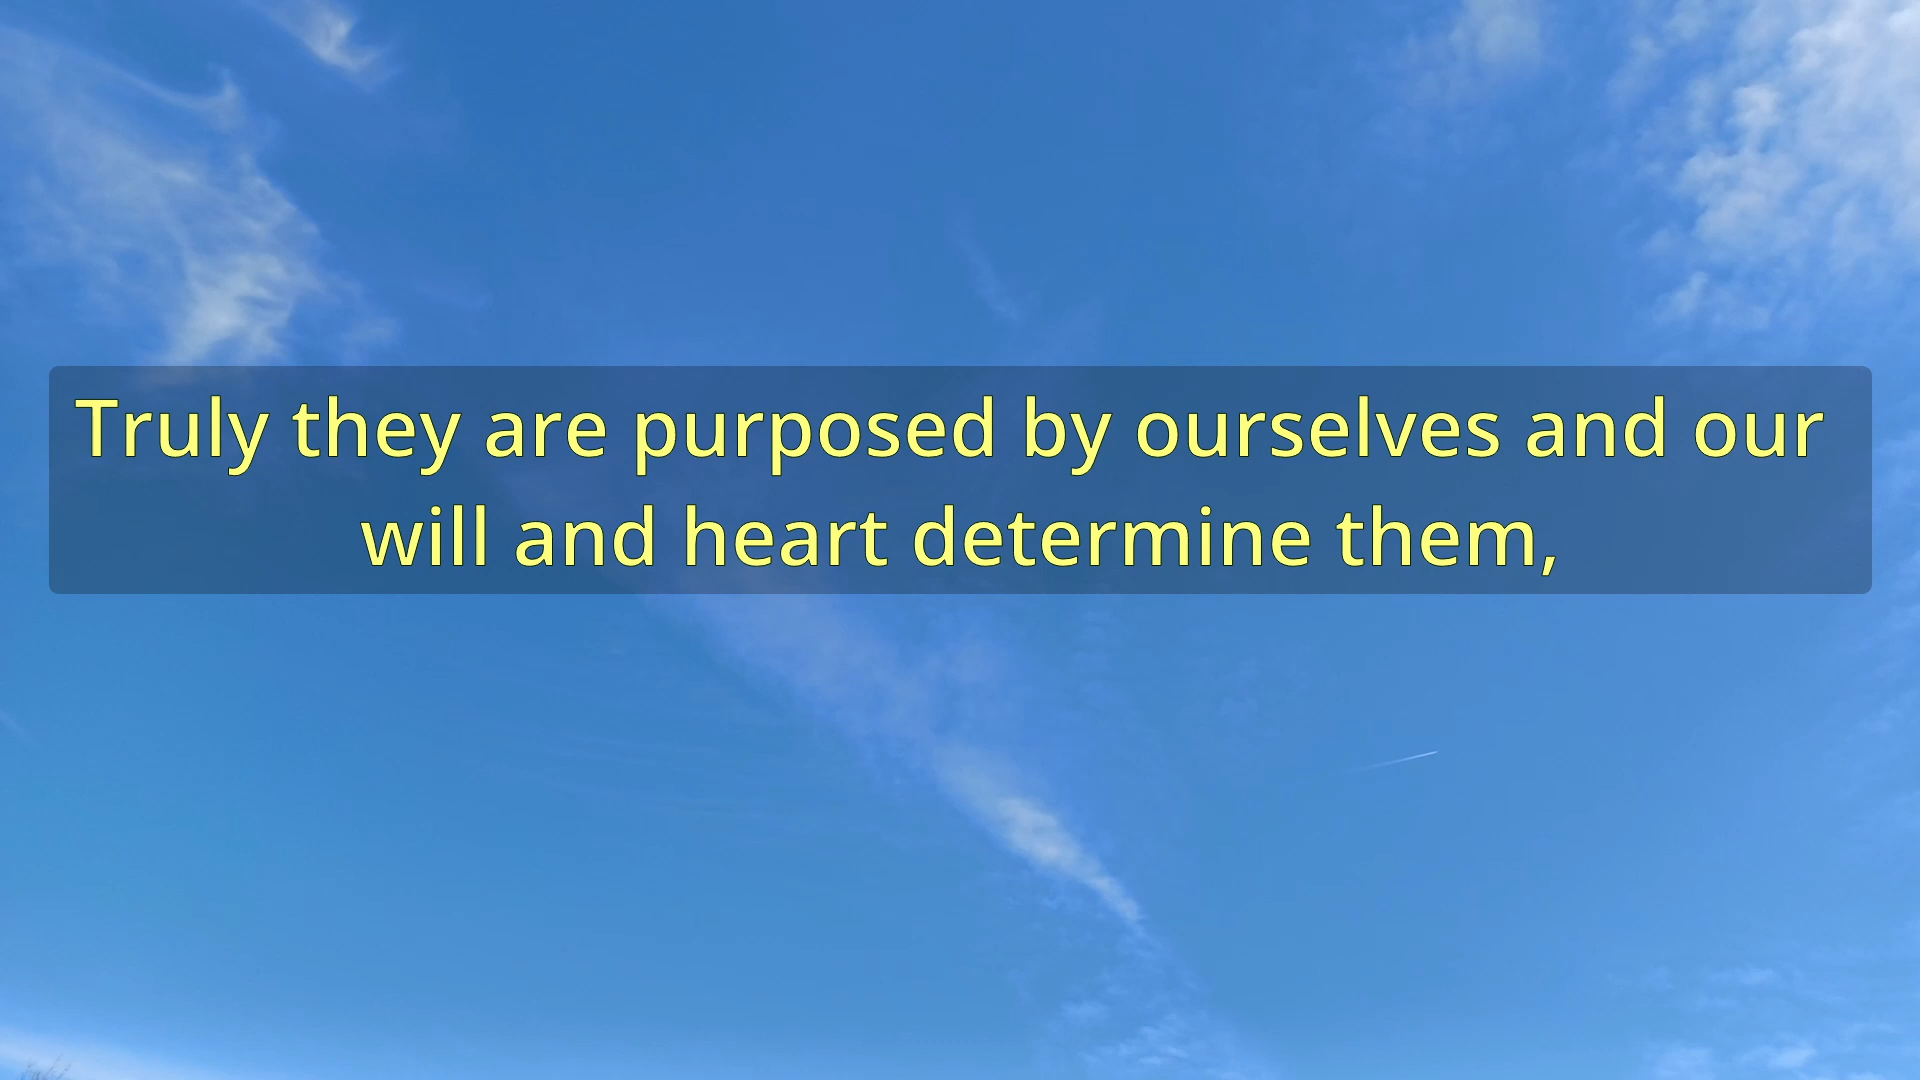 Truly they are purposed by ourselves and our
will and heart determine them,